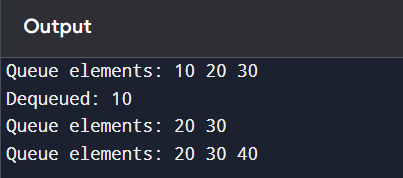 Output
Queue elements: 10 20 30
Dequeued: 10
Queue elements: 20 30
Queue elements: 20 30 40